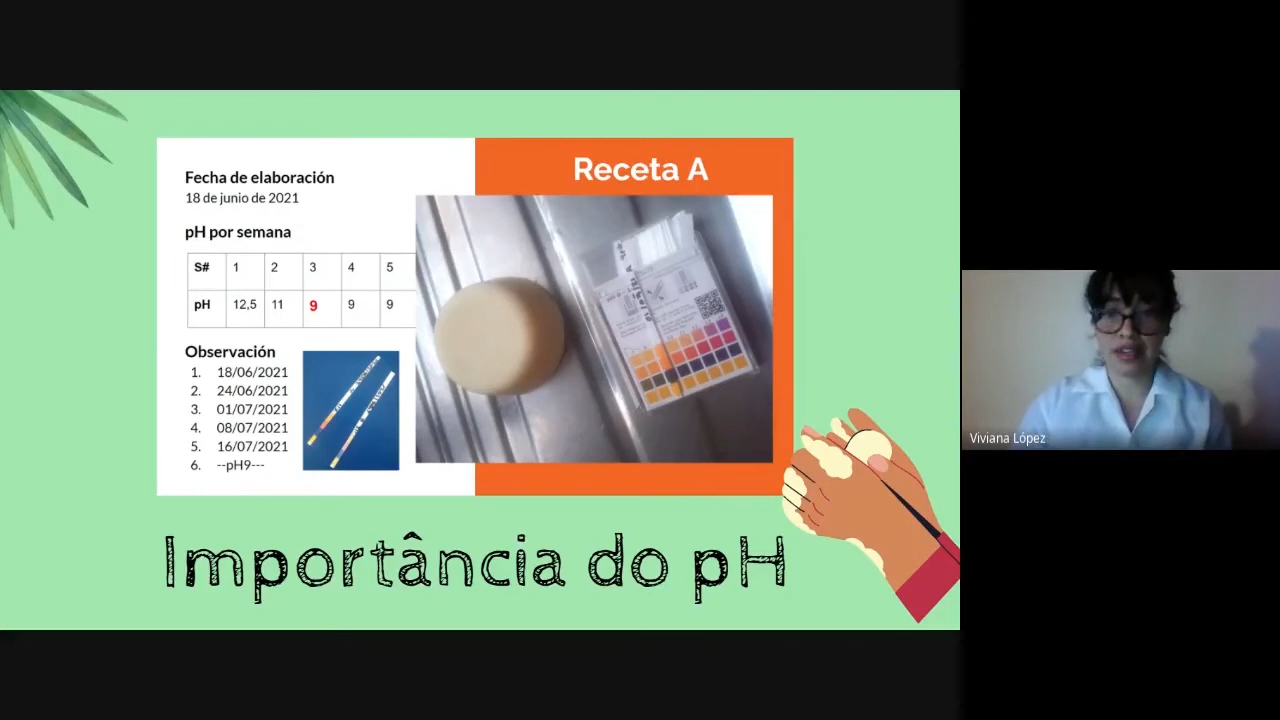 Receta A
Fecha de elaboración
18 de junio de 2021
pH por semana
S# 1 2 3 4 5
pH 12,5 11 9 9 9
Observación
1. 18/06/2021
2. 24/06/2021
3. 01/07/2021
4. 08/07/2021
5. 16/07/2021
6. --pH9---
Importância do pH
Viviana López